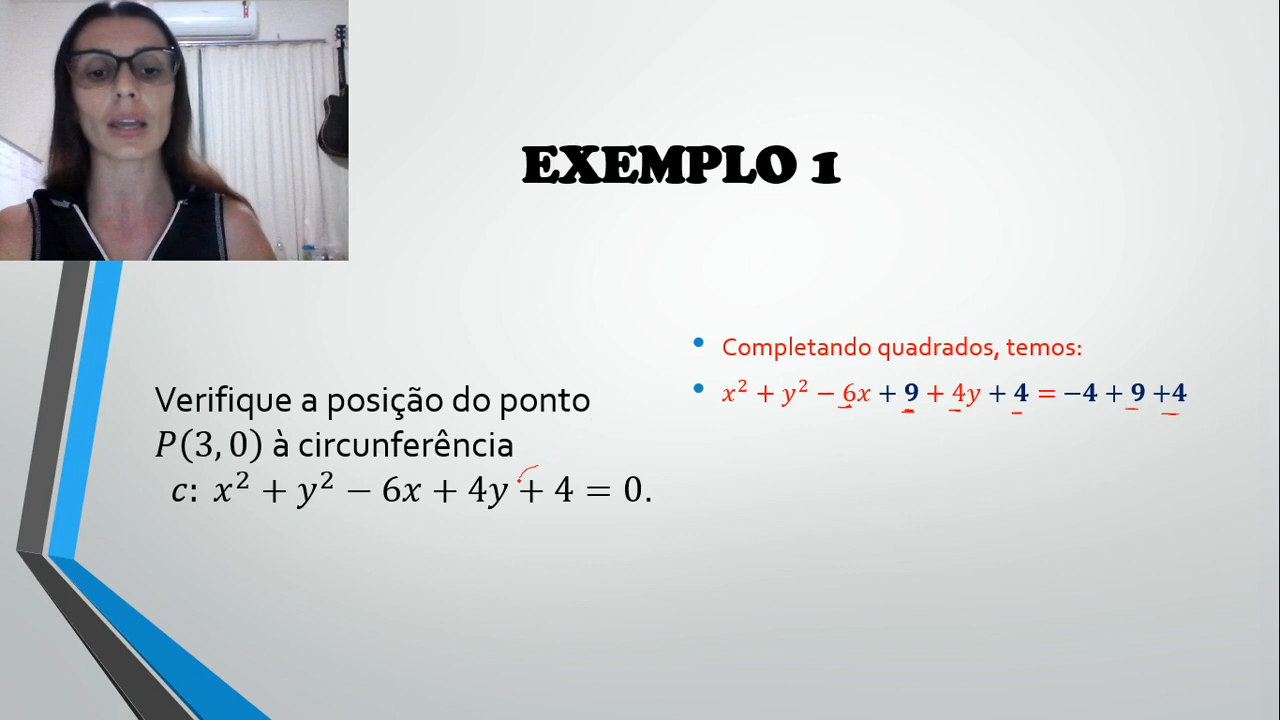 EXEMPLO 1
Verifique a posição do ponto
P(3, 0) à circunferência
c: x² + y² − 6x + 4y + 4 = 0.
Completando quadrados, temos:
x² + y² − 6x + 9 + 4y + 4 = −4 + 9 +4